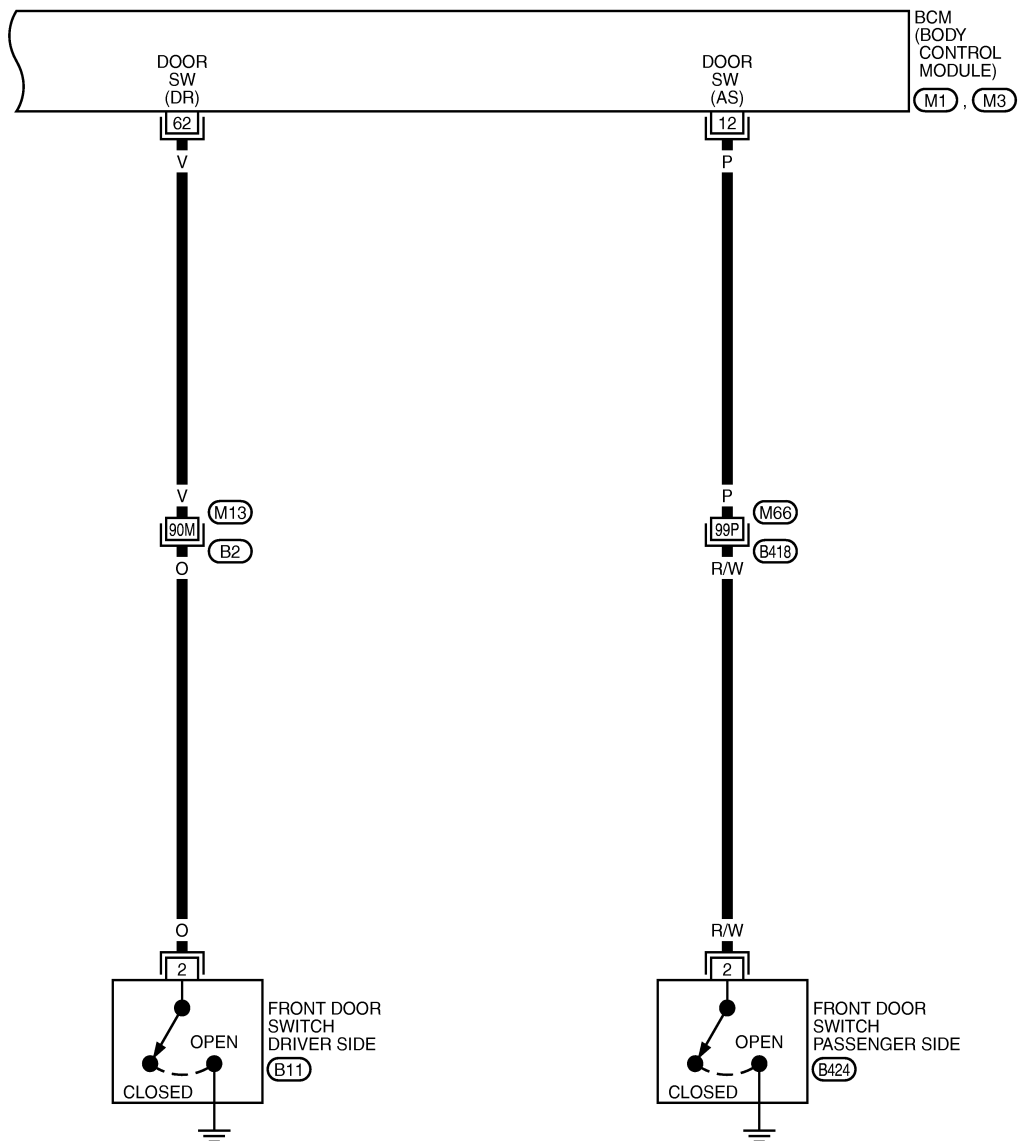 BCM
(BODY
CONTROL
MODULE)
M1 , M3
DOOR
SW
(DR)
62
V
DOOR
SW
(AS)
12
P
V
90M
M13
B2
O
P
99P
M66
B418
R/W
O
2
OPEN
CLOSED
FRONT DOOR
SWITCH
DRIVER SIDE
B11
R/W
2
OPEN
CLOSED
FRONT DOOR
SWITCH
PASSENGER SIDE
B424